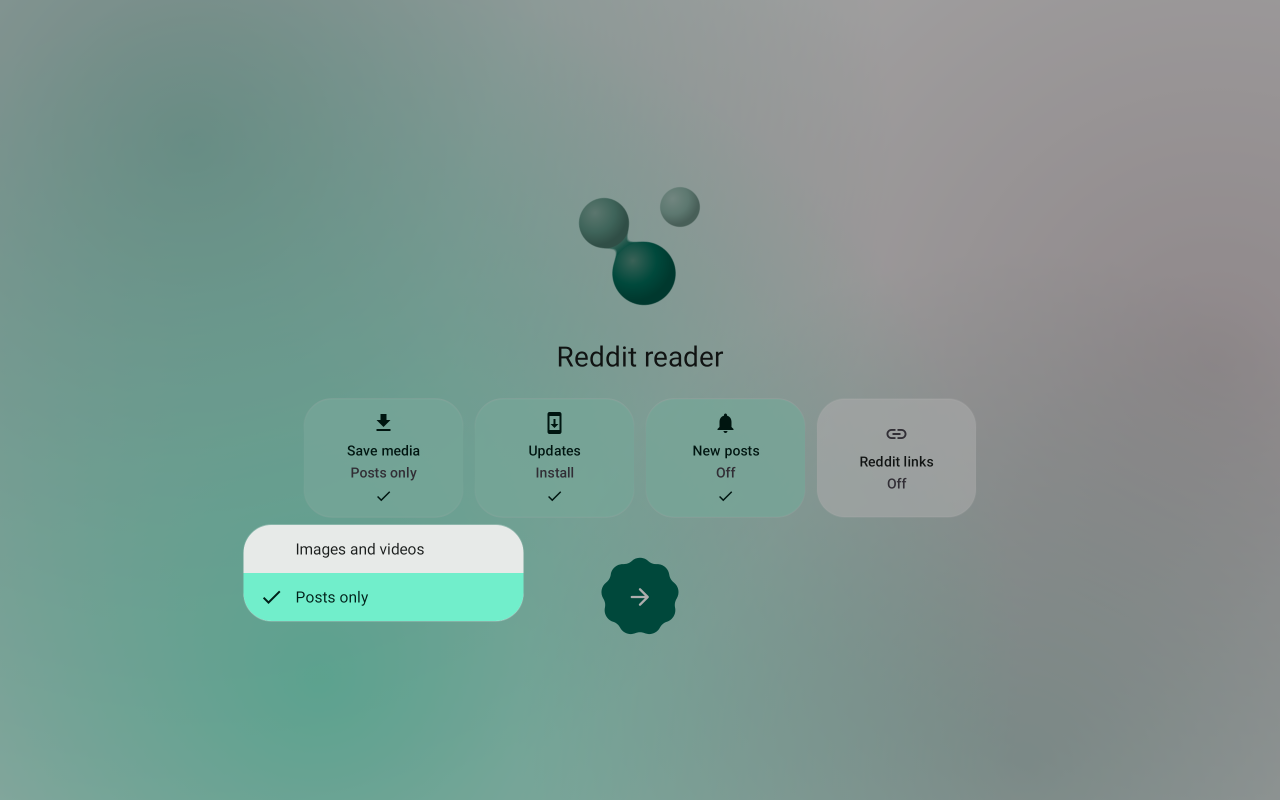 Reddit reader
Save media
Posts only
Updates
Install
New posts
Off
Reddit links
Off
Images and videos
Posts only